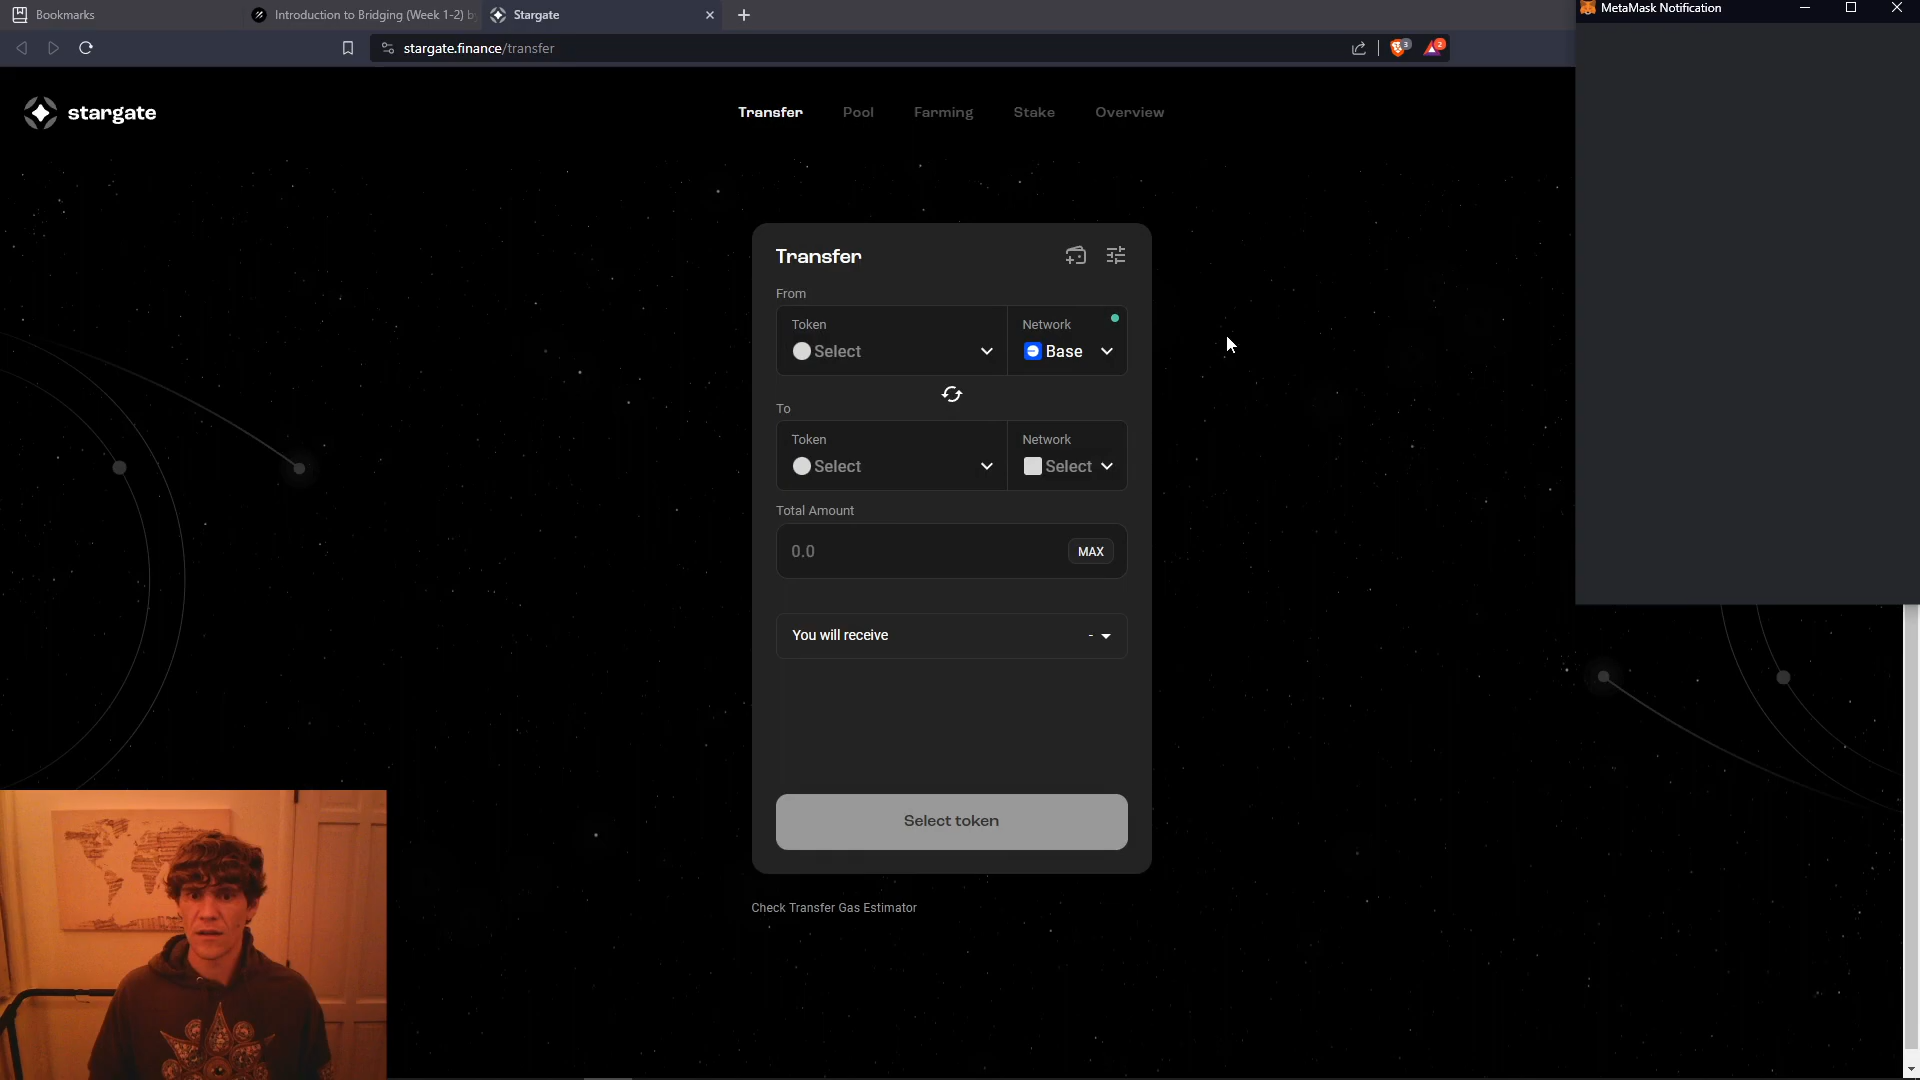 Bookmarks
Introduction to Bridging (Week 1-2) b
Stargate
MetaMask Notification
stargate.finance/transfer
3
2
stargate
Transfer
Pool
Farming
Stake
Overview
Transfer
From
Token
Select
Network
Base
To
Token
Select
Network
Select
Total Amount
0.0
MAX
You will receive
-
Select token
Check Transfer Gas Estimator